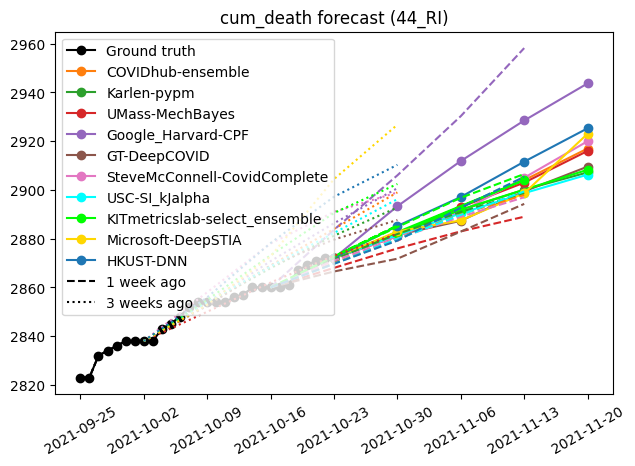 cum_death forecast (44_RI)
2960
2940
2920
2900
2880
2860
2840
2820
Ground truth
COVIDhub-ensemble
Karlen-pypm
UMass-MechBayes
Google_Harvard-CPF
GT-DeepCOVID
SteveMcConnell-CovidComplete
USC-SI_kJalpha
KITmetricslab-select_ensemble
Microsoft-DeepSTIA
HKUST-DNN
1 week ago
3 weeks ago
2021-09-25
2021-10-02
2021-10-09
2021-10-16
2021-10-23
2021-10-30
2021-11-06
2021-11-13
2021-11-20